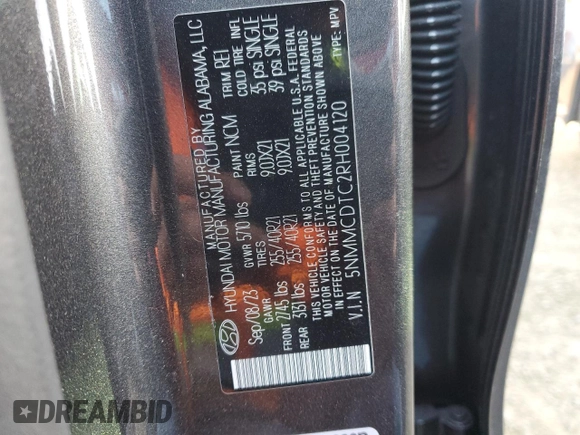 MANUFACTURED BY
HYUNDAI MOTOR MANUFACTURING ALABAMA, LLC
Sep/08/23 GVWR 5710 lbs PAINT NCM TRIM RET
GAWR TIRES RIMS COLD TIRE INFL
FRONT 2745 lbs 255/40R21 9.0JX21 35 psi SINGLE
REAR 3131 lbs 255/40R21 9.0JX21 39 psi SINGLE
THIS VEHICLE CONFORMS TO ALL APPLICABLE U.S.A. FEDERAL
MOTOR VEHICLE SAFETY AND THEFT PREVENTION STANDARDS
IN EFFECT ON THE DATE OF MANUFACTURE SHOWN ABOVE
V.I.N 5NMMCDTC2RH004120 TYPE: MPV
DREAMBID